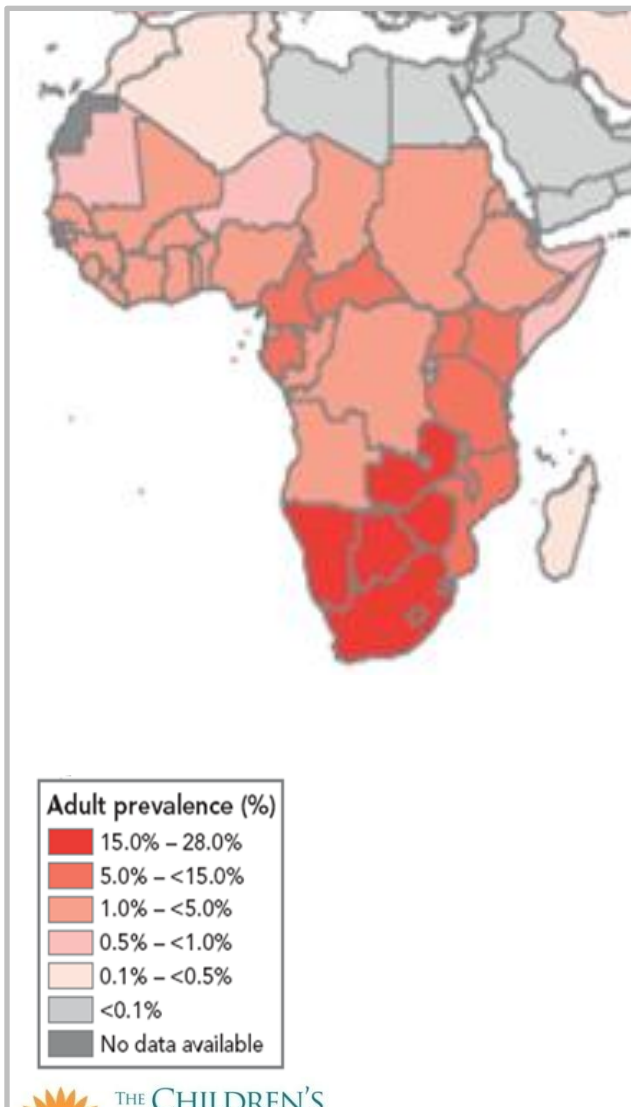 Adult prevalence (%)
15.0% – 28.0%
5.0% – <15.0%
1.0% – <5.0%
0.5% – <1.0%
0.1% – <0.5%
<0.1%
No data available
THE CHILDREN'S